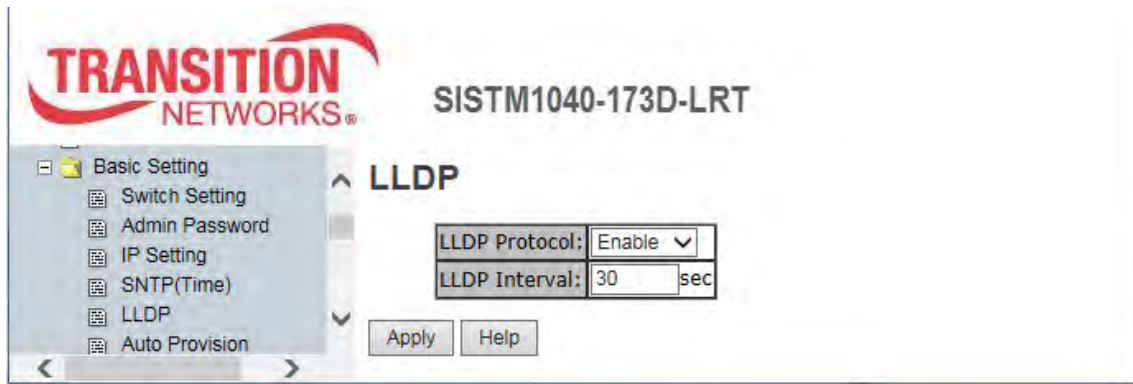 TRANSITION
NETWORKS®
SISTM1040-173D-LRT
Basic Setting
Switch Setting
Admin Password
IP Setting
SNTP(Time)
LLDP
Auto Provision
LLDP
LLDP Protocol: Enable
LLDP Interval: 30 sec
Apply Help